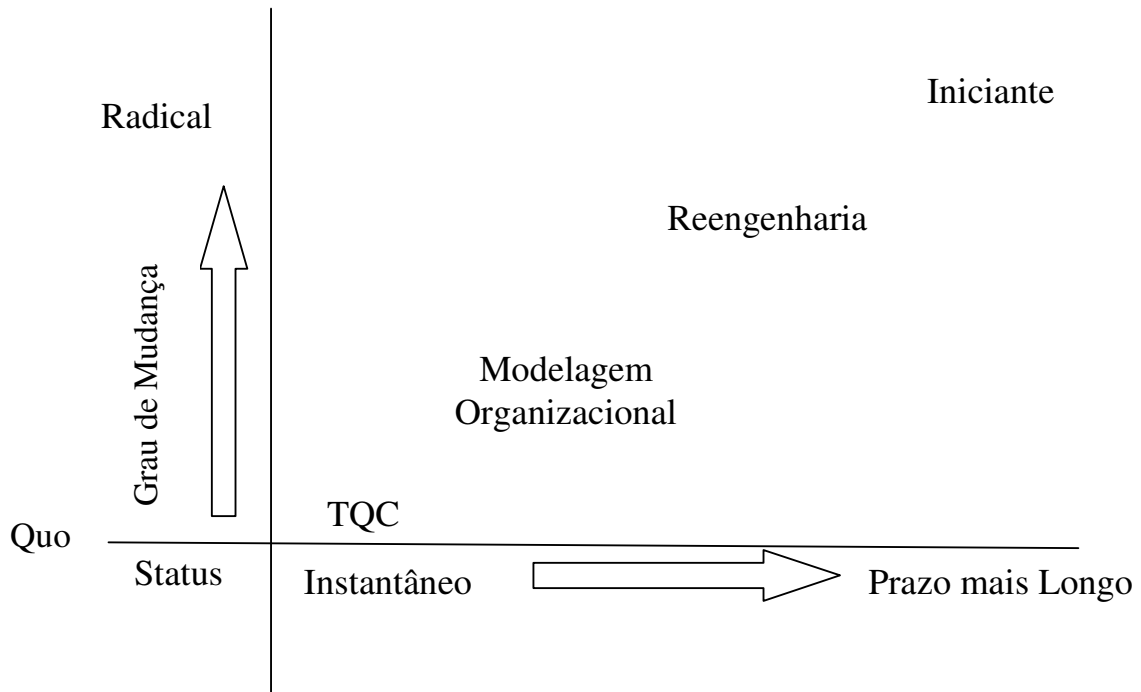 Iniciante
Radical
Reengenharia
Grau de Mudança
Modelagem
Organizacional
TQC
Quo
Status
Instantâneo
Prazo mais Longo